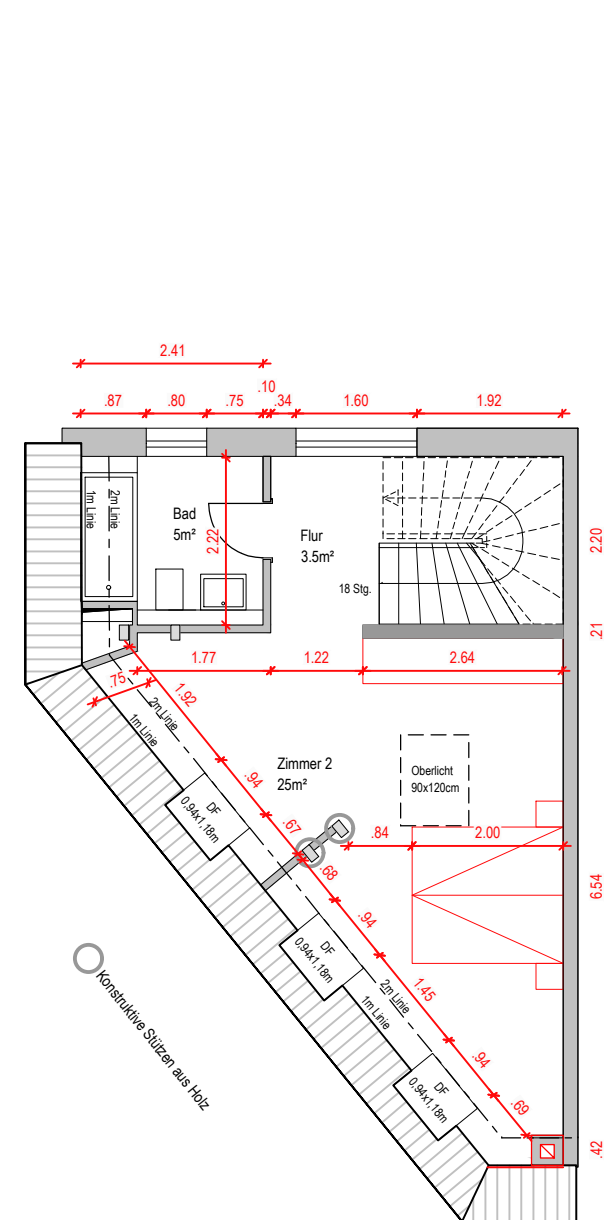 2.41
.10
.87
.80
.75
.34
1.60
1.92
1m Linie
2m Linie
Bad
5m²
2.22
Flur
3.5m²
18 Stg.
2.20
.21
1.77
1.22
2.64
.75
1.92
2m Linie
1m Linie
.94
Zimmer 2
25m²
Oberlicht
90x120cm
DF
0,94x1,18m
.67
.84
2.00
.68
6.54
.94
DF
0,94x1,18m
1.45
2m Linie
1m Linie
Konstruktive Stützen aus Holz
.94
DF
0,94x1,18m
.69
.42